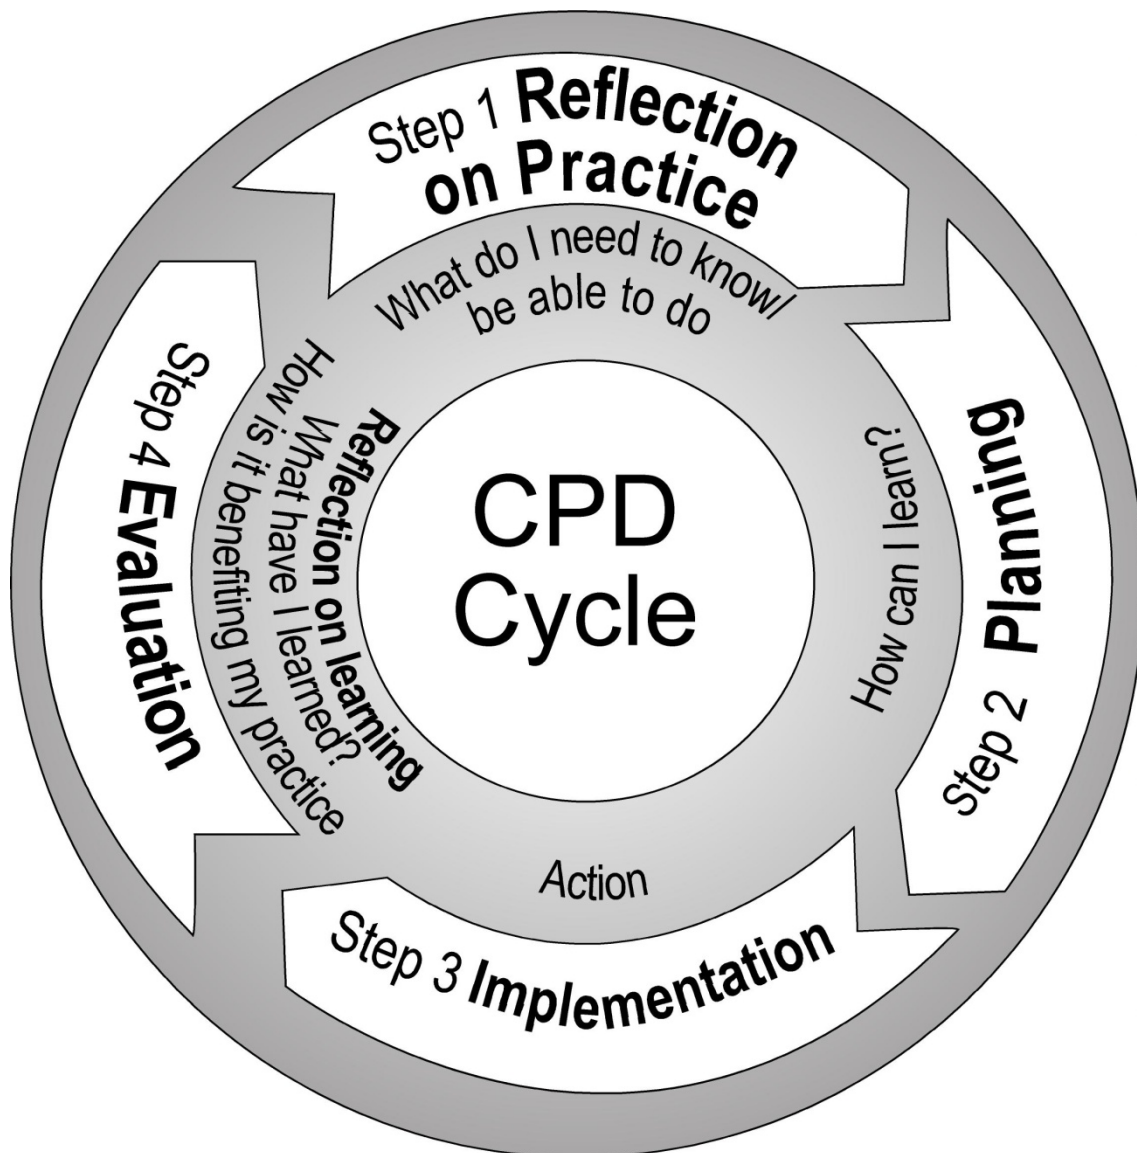 Step 1 Reflection
on Practice
What do I need to know/
be able to do
Step 2 Planning
How can I learn?
Step 3 Implementation
Action
Step 4 Evaluation
Reflection on learning
What have I learned?
How is it benefiting my practice
CPD
Cycle